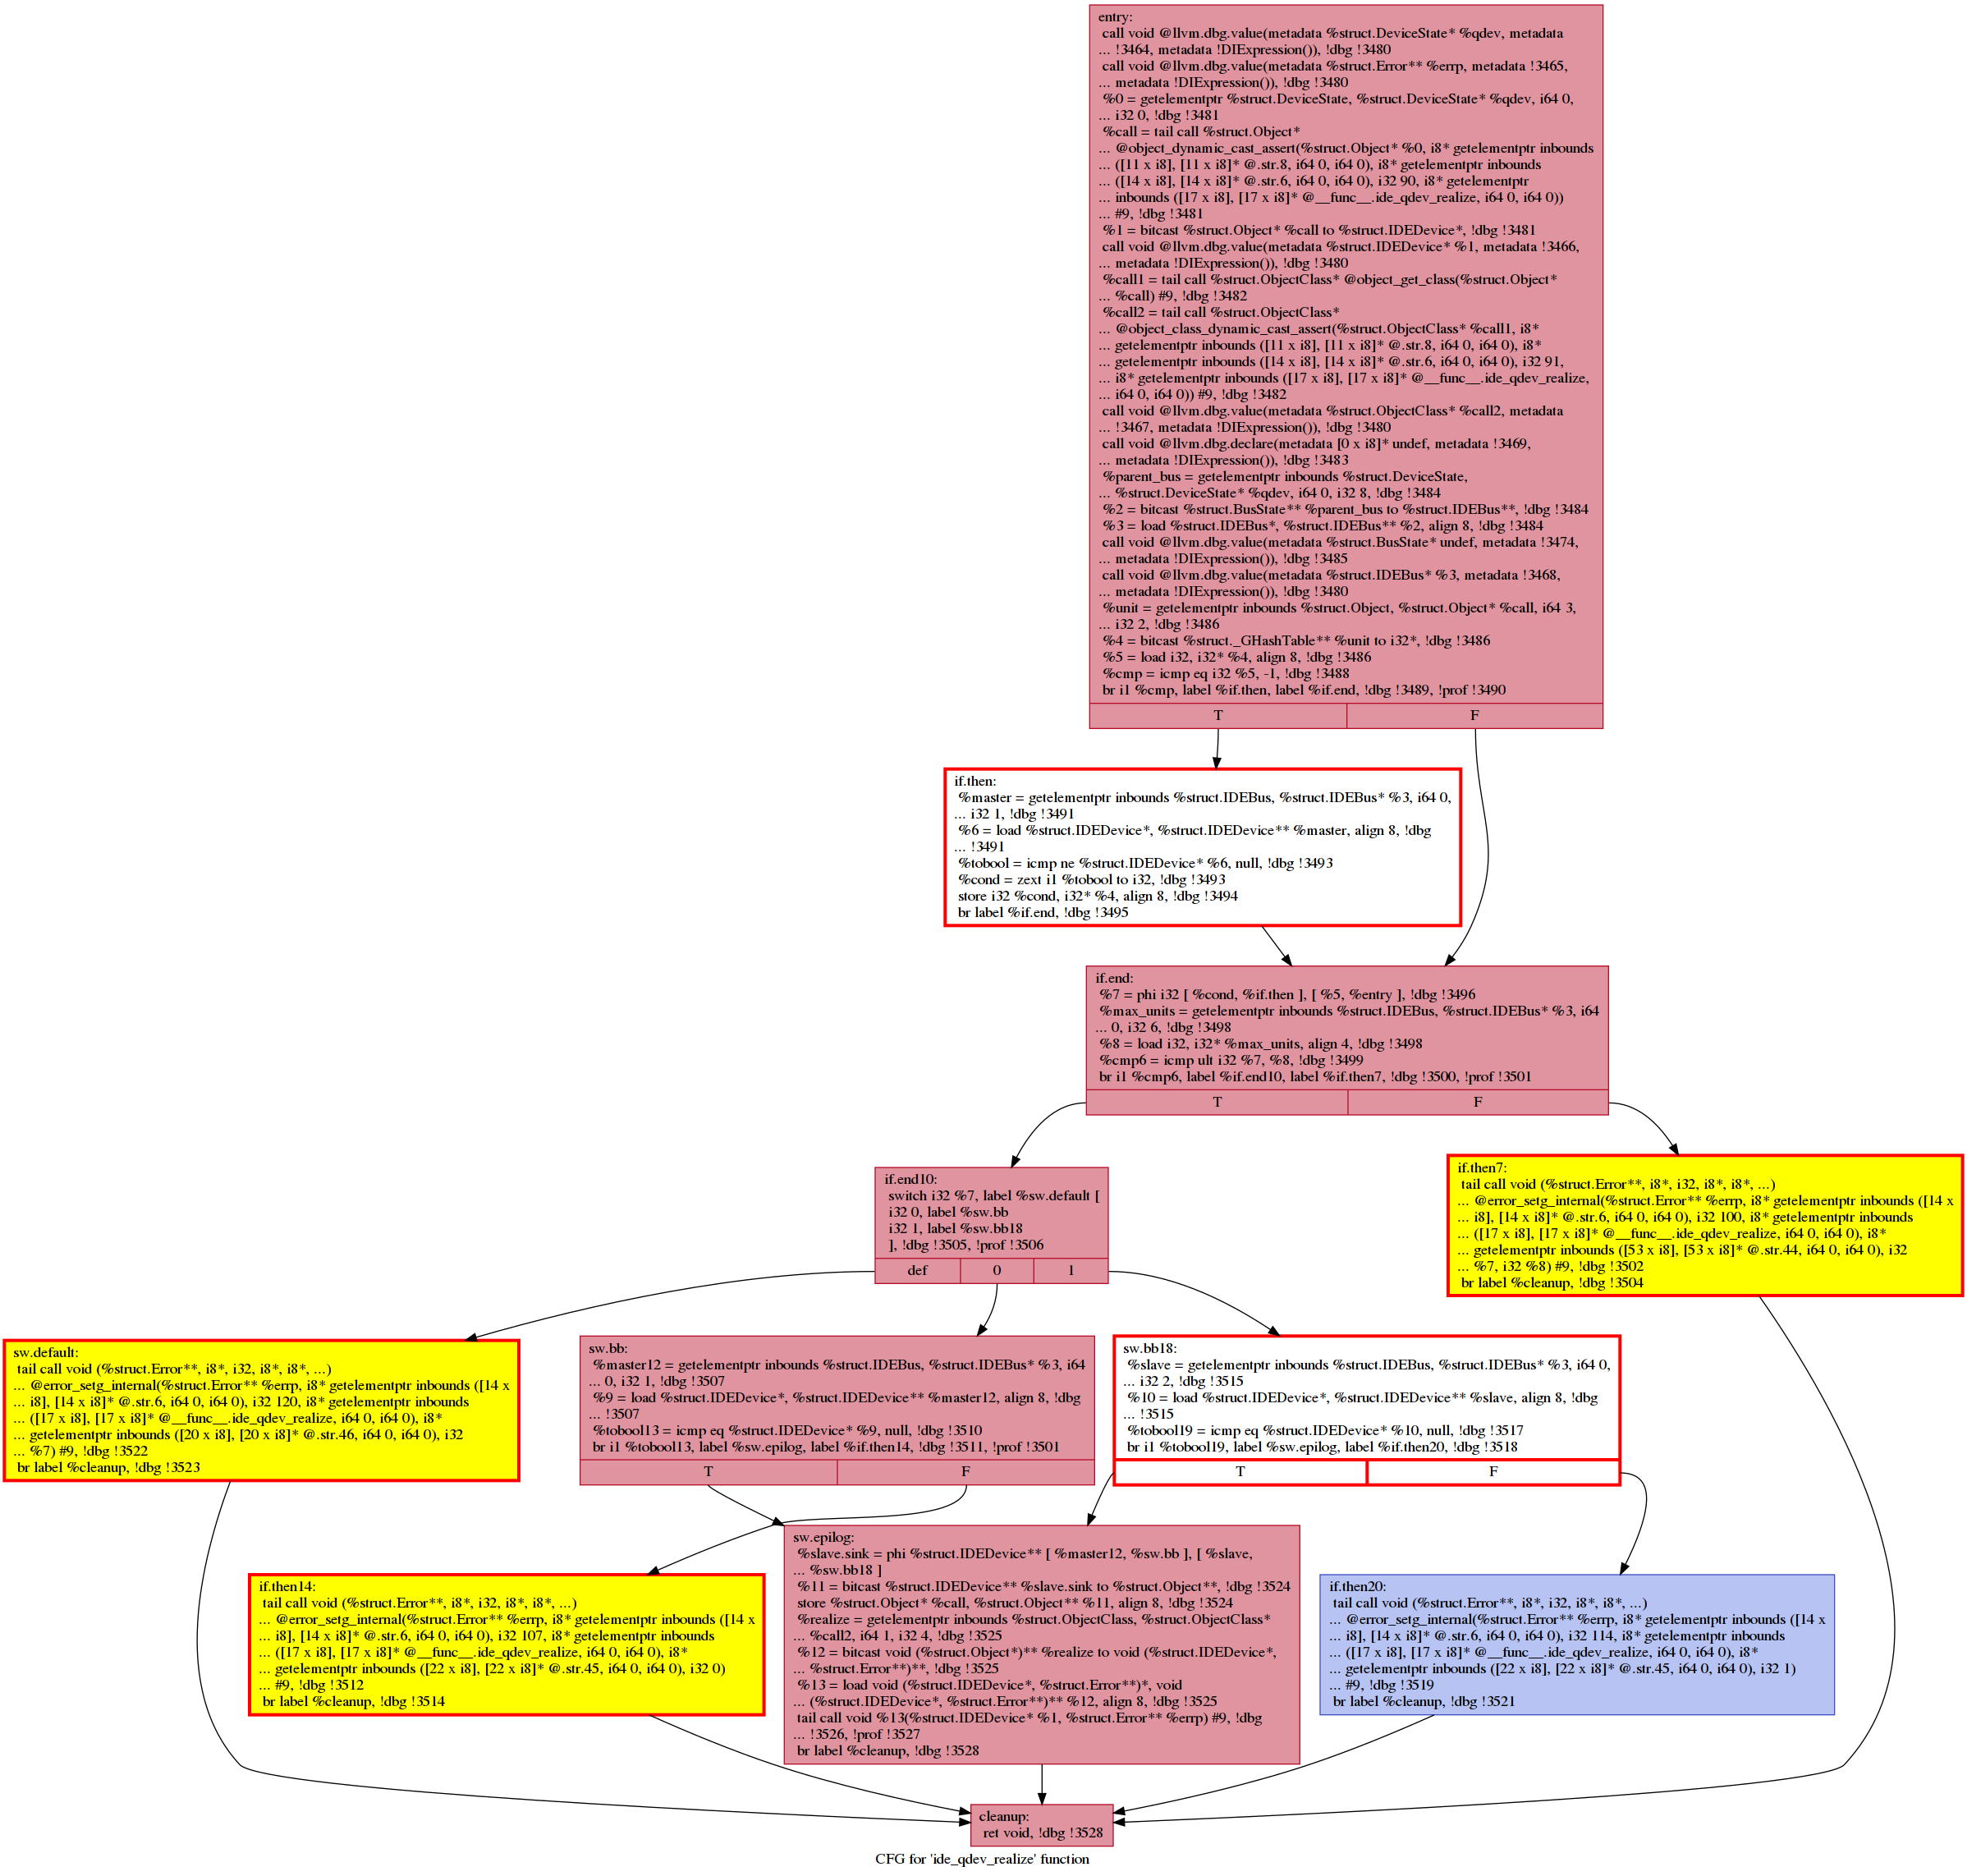 entry:
call void @llvm.dbg.value(metadata %struct.DeviceState* %qdev, metadata
... !3464, metadata !DIExpression()), !dbg !3480
call void @llvm.dbg.value(metadata %struct.Error** %errp, metadata !3465,
... metadata !DIExpression()), !dbg !3480
%0 = getelementptr %struct.DeviceState, %struct.DeviceState* %qdev, i64 0,
... i32 0, !dbg !3481
%call = tail call %struct.Object*
... @object_dynamic_cast_assert(%struct.Object* %0, i8* getelementptr inbounds
... ([11 x i8], [11 x i8]* @.str.8, i64 0, i64 0), i8* getelementptr inbounds
... ([14 x i8], [14 x i8]* @.str.6, i64 0, i64 0), i32 90, i8* getelementptr
... inbounds ([17 x i8], [17 x i8]* @__func__.ide_qdev_realize, i64 0, i64 0))
... #9, !dbg !3481
%1 = bitcast %struct.Object* %call to %struct.IDEDevice*, !dbg !3481
call void @llvm.dbg.value(metadata %struct.IDEDevice* %1, metadata !3466,
... metadata !DIExpression()), !dbg !3480
%call1 = tail call %struct.ObjectClass* @object_get_class(%struct.Object*
... %call) #9, !dbg !3482
%call2 = tail call %struct.ObjectClass*
... @object_class_dynamic_cast_assert(%struct.ObjectClass* %call1, i8*
... getelementptr inbounds ([11 x i8], [11 x i8]* @.str.8, i64 0, i64 0), i8*
... getelementptr inbounds ([14 x i8], [14 x i8]* @.str.6, i64 0, i64 0), i32 91,
... i8* getelementptr inbounds ([17 x i8], [17 x i8]* @__func__.ide_qdev_realize,
... i64 0, i64 0)) #9, !dbg !3482
call void @llvm.dbg.value(metadata %struct.ObjectClass* %call2, metadata
... !3467, metadata !DIExpression()), !dbg !3480
call void @llvm.dbg.declare(metadata [0 x i8]* undef, metadata !3469,
... metadata !DIExpression()), !dbg !3483
%parent_bus = getelementptr inbounds %struct.DeviceState,
... %struct.DeviceState* %qdev, i64 0, i32 8, !dbg !3484
%2 = bitcast %struct.BusState** %parent_bus to %struct.IDEBus**, !dbg !3484
%3 = load %struct.IDEBus*, %struct.IDEBus** %2, align 8, !dbg !3484
call void @llvm.dbg.value(metadata %struct.BusState* undef, metadata !3474,
... metadata !DIExpression()), !dbg !3485
call void @llvm.dbg.value(metadata %struct.IDEBus* %3, metadata !3468,
... metadata !DIExpression()), !dbg !3480
%unit = getelementptr inbounds %struct.Object, %struct.Object* %call, i64 3,
... i32 2, !dbg !3486
%4 = bitcast %struct._GHashTable** %unit to i32*, !dbg !3486
%5 = load i32, i32* %4, align 8, !dbg !3486
%cmp = icmp eq i32 %5, -1, !dbg !3488
br i1 %cmp, label %if.then, label %if.end, !dbg !3489, !prof !3490
T F
if.then:
%master = getelementptr inbounds %struct.IDEBus, %struct.IDEBus* %3, i64 0,
... i32 1, !dbg !3491
%6 = load %struct.IDEDevice*, %struct.IDEDevice** %master, align 8, !dbg
... !3491
%tobool = icmp ne %struct.IDEDevice* %6, null, !dbg !3493
%cond = zext i1 %tobool to i32, !dbg !3493
store i32 %cond, i32* %4, align 8, !dbg !3494
br label %if.end, !dbg !3495
if.end:
%7 = phi i32 [ %cond, %if.then ], [ %5, %entry ], !dbg !3496
%max_units = getelementptr inbounds %struct.IDEBus, %struct.IDEBus* %3, i64
... 0, i32 6, !dbg !3498
%8 = load i32, i32* %max_units, align 4, !dbg !3498
%cmp6 = icmp ult i32 %7, %8, !dbg !3499
br i1 %cmp6, label %if.end10, label %if.then7, !dbg !3500, !prof !3501
T F
if.end10:
switch i32 %7, label %sw.default [
i32 0, label %sw.bb
i32 1, label %sw.bb18
], !dbg !3505, !prof !3506
def 0 1
if.then7:
tail call void (%struct.Error**, i8*, i32, i8*, i8*, ...)
... @error_setg_internal(%struct.Error** %errp, i8* getelementptr inbounds ([14 x
... i8], [14 x i8]* @.str.6, i64 0, i64 0), i32 100, i8* getelementptr inbounds
... ([17 x i8], [17 x i8]* @__func__.ide_qdev_realize, i64 0, i64 0), i8*
... getelementptr inbounds ([53 x i8], [53 x i8]* @.str.44, i64 0, i64 0), i32
... %7, i32 %8) #9, !dbg !3502
br label %cleanup, !dbg !3504
sw.default:
tail call void (%struct.Error**, i8*, i32, i8*, i8*, ...)
... @error_setg_internal(%struct.Error** %errp, i8* getelementptr inbounds ([14 x
... i8], [14 x i8]* @.str.6, i64 0, i64 0), i32 120, i8* getelementptr inbounds
... ([17 x i8], [17 x i8]* @__func__.ide_qdev_realize, i64 0, i64 0), i8*
... getelementptr inbounds ([20 x i8], [20 x i8]* @.str.46, i64 0, i64 0), i32
... %7) #9, !dbg !3522
br label %cleanup, !dbg !3523
sw.bb:
%master12 = getelementptr inbounds %struct.IDEBus, %struct.IDEBus* %3, i64
... 0, i32 1, !dbg !3507
%9 = load %struct.IDEDevice*, %struct.IDEDevice** %master12, align 8, !dbg
... !3507
%tobool13 = icmp eq %struct.IDEDevice* %9, null, !dbg !3510
br i1 %tobool13, label %sw.epilog, label %if.then14, !dbg !3511, !prof !3501
T F
sw.bb18:
%slave = getelementptr inbounds %struct.IDEBus, %struct.IDEBus* %3, i64 0,
... i32 2, !dbg !3515
%10 = load %struct.IDEDevice*, %struct.IDEDevice** %slave, align 8, !dbg
... !3515
%tobool19 = icmp eq %struct.IDEDevice* %10, null, !dbg !3517
br i1 %tobool19, label %sw.epilog, label %if.then20, !dbg !3518
T F
if.then14:
tail call void (%struct.Error**, i8*, i32, i8*, i8*, ...)
... @error_setg_internal(%struct.Error** %errp, i8* getelementptr inbounds ([14 x
... i8], [14 x i8]* @.str.6, i64 0, i64 0), i32 107, i8* getelementptr inbounds
... ([17 x i8], [17 x i8]* @__func__.ide_qdev_realize, i64 0, i64 0), i8*
... getelementptr inbounds ([22 x i8], [22 x i8]* @.str.45, i64 0, i64 0), i32 0)
... #9, !dbg !3512
br label %cleanup, !dbg !3514
sw.epilog:
%slave.sink = phi %struct.IDEDevice** [ %master12, %sw.bb ], [ %slave,
... %sw.bb18 ]
%11 = bitcast %struct.IDEDevice** %slave.sink to %struct.Object**, !dbg !3524
store %struct.Object* %call, %struct.Object** %11, align 8, !dbg !3524
%realize = getelementptr inbounds %struct.ObjectClass, %struct.ObjectClass*
... %call2, i64 1, i32 4, !dbg !3525
%12 = bitcast void (%struct.Object*)** %realize to void (%struct.IDEDevice*,
... %struct.Error**)**, !dbg !3525
%13 = load void (%struct.IDEDevice*, %struct.Error**)*, void
... (%struct.IDEDevice*, %struct.Error**)** %12, align 8, !dbg !3525
tail call void %13(%struct.IDEDevice* %1, %struct.Error** %errp) #9, !dbg
... !3526, !prof !3527
br label %cleanup, !dbg !3528
if.then20:
tail call void (%struct.Error**, i8*, i32, i8*, i8*, ...)
... @error_setg_internal(%struct.Error** %errp, i8* getelementptr inbounds ([14 x
... i8], [14 x i8]* @.str.6, i64 0, i64 0), i32 114, i8* getelementptr inbounds
... ([17 x i8], [17 x i8]* @__func__.ide_qdev_realize, i64 0, i64 0), i8*
... getelementptr inbounds ([22 x i8], [22 x i8]* @.str.45, i64 0, i64 0), i32 1)
... #9, !dbg !3519
br label %cleanup, !dbg !3521
cleanup:
ret void, !dbg !3528
CFG for 'ide_qdev_realize' function